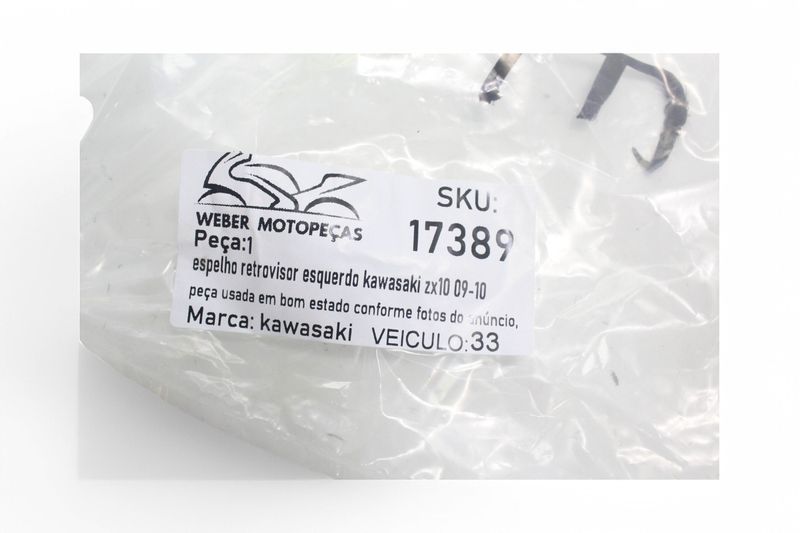 WEBER MOTOPEÇAS
SKU:
17389
Peça:1
espelho retrovisor esquerdo kawasaki zx10 09-10
peça usada em bom estado conforme fotos do anúncio,
Marca: kawasaki VEICULO:33